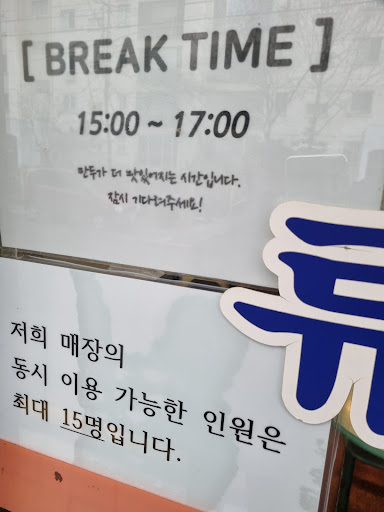 [ BREAK TIME ]
15:00 ~ 17:00
만두가 더 맛있어지는 시간입니다.
잠시 기다려주세요!
저희 매장의
동시 이용 가능한 인원은
최대 15명입니다.